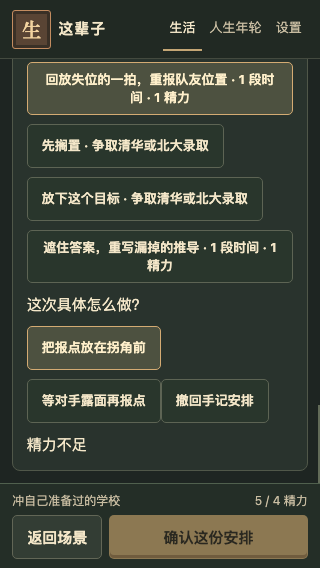 生 这辈子 生活 人生年轮 设置
回放失位的一拍，重报队友位置 · 1 段时
间 · 1 精力
先搁置 · 争取清华或北大录取
放下这个目标 · 争取清华或北大录取
遮住答案，重写漏掉的推导 · 1 段时间 · 1
精力
这次具体怎么做？
把报点放在拐角前
等对手露面再报点 撤回手记安排
精力不足
冲自己准备过的学校 5 / 4 精力
返回场景 确认这份安排